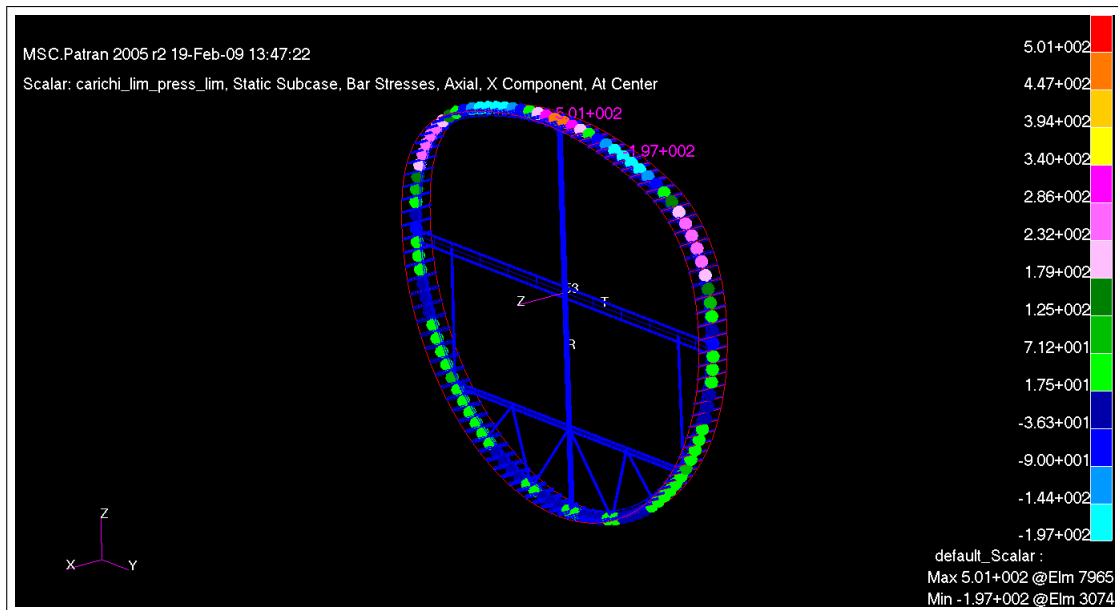 MSC.Patran 2005 r2 19-Feb-09 13:47:22
Scalar: carichi_lim_press_lim, Static Subcase, Bar Stresses, Axial, X Component, At Center
5.01+002
4.47+002
3.94+002
3.40+002
2.86+002
2.32+002
1.79+002
1.25+002
7.12+001
1.75+001
-3.63+001
-9.00+001
-1.44+002
-1.97+002
5.01+002
-1.97+002
Z
T
R
Z
X
Y
default_Scalar :
Max 5.01+002 @Elm 7965
Min -1.97+002 @Elm 3074